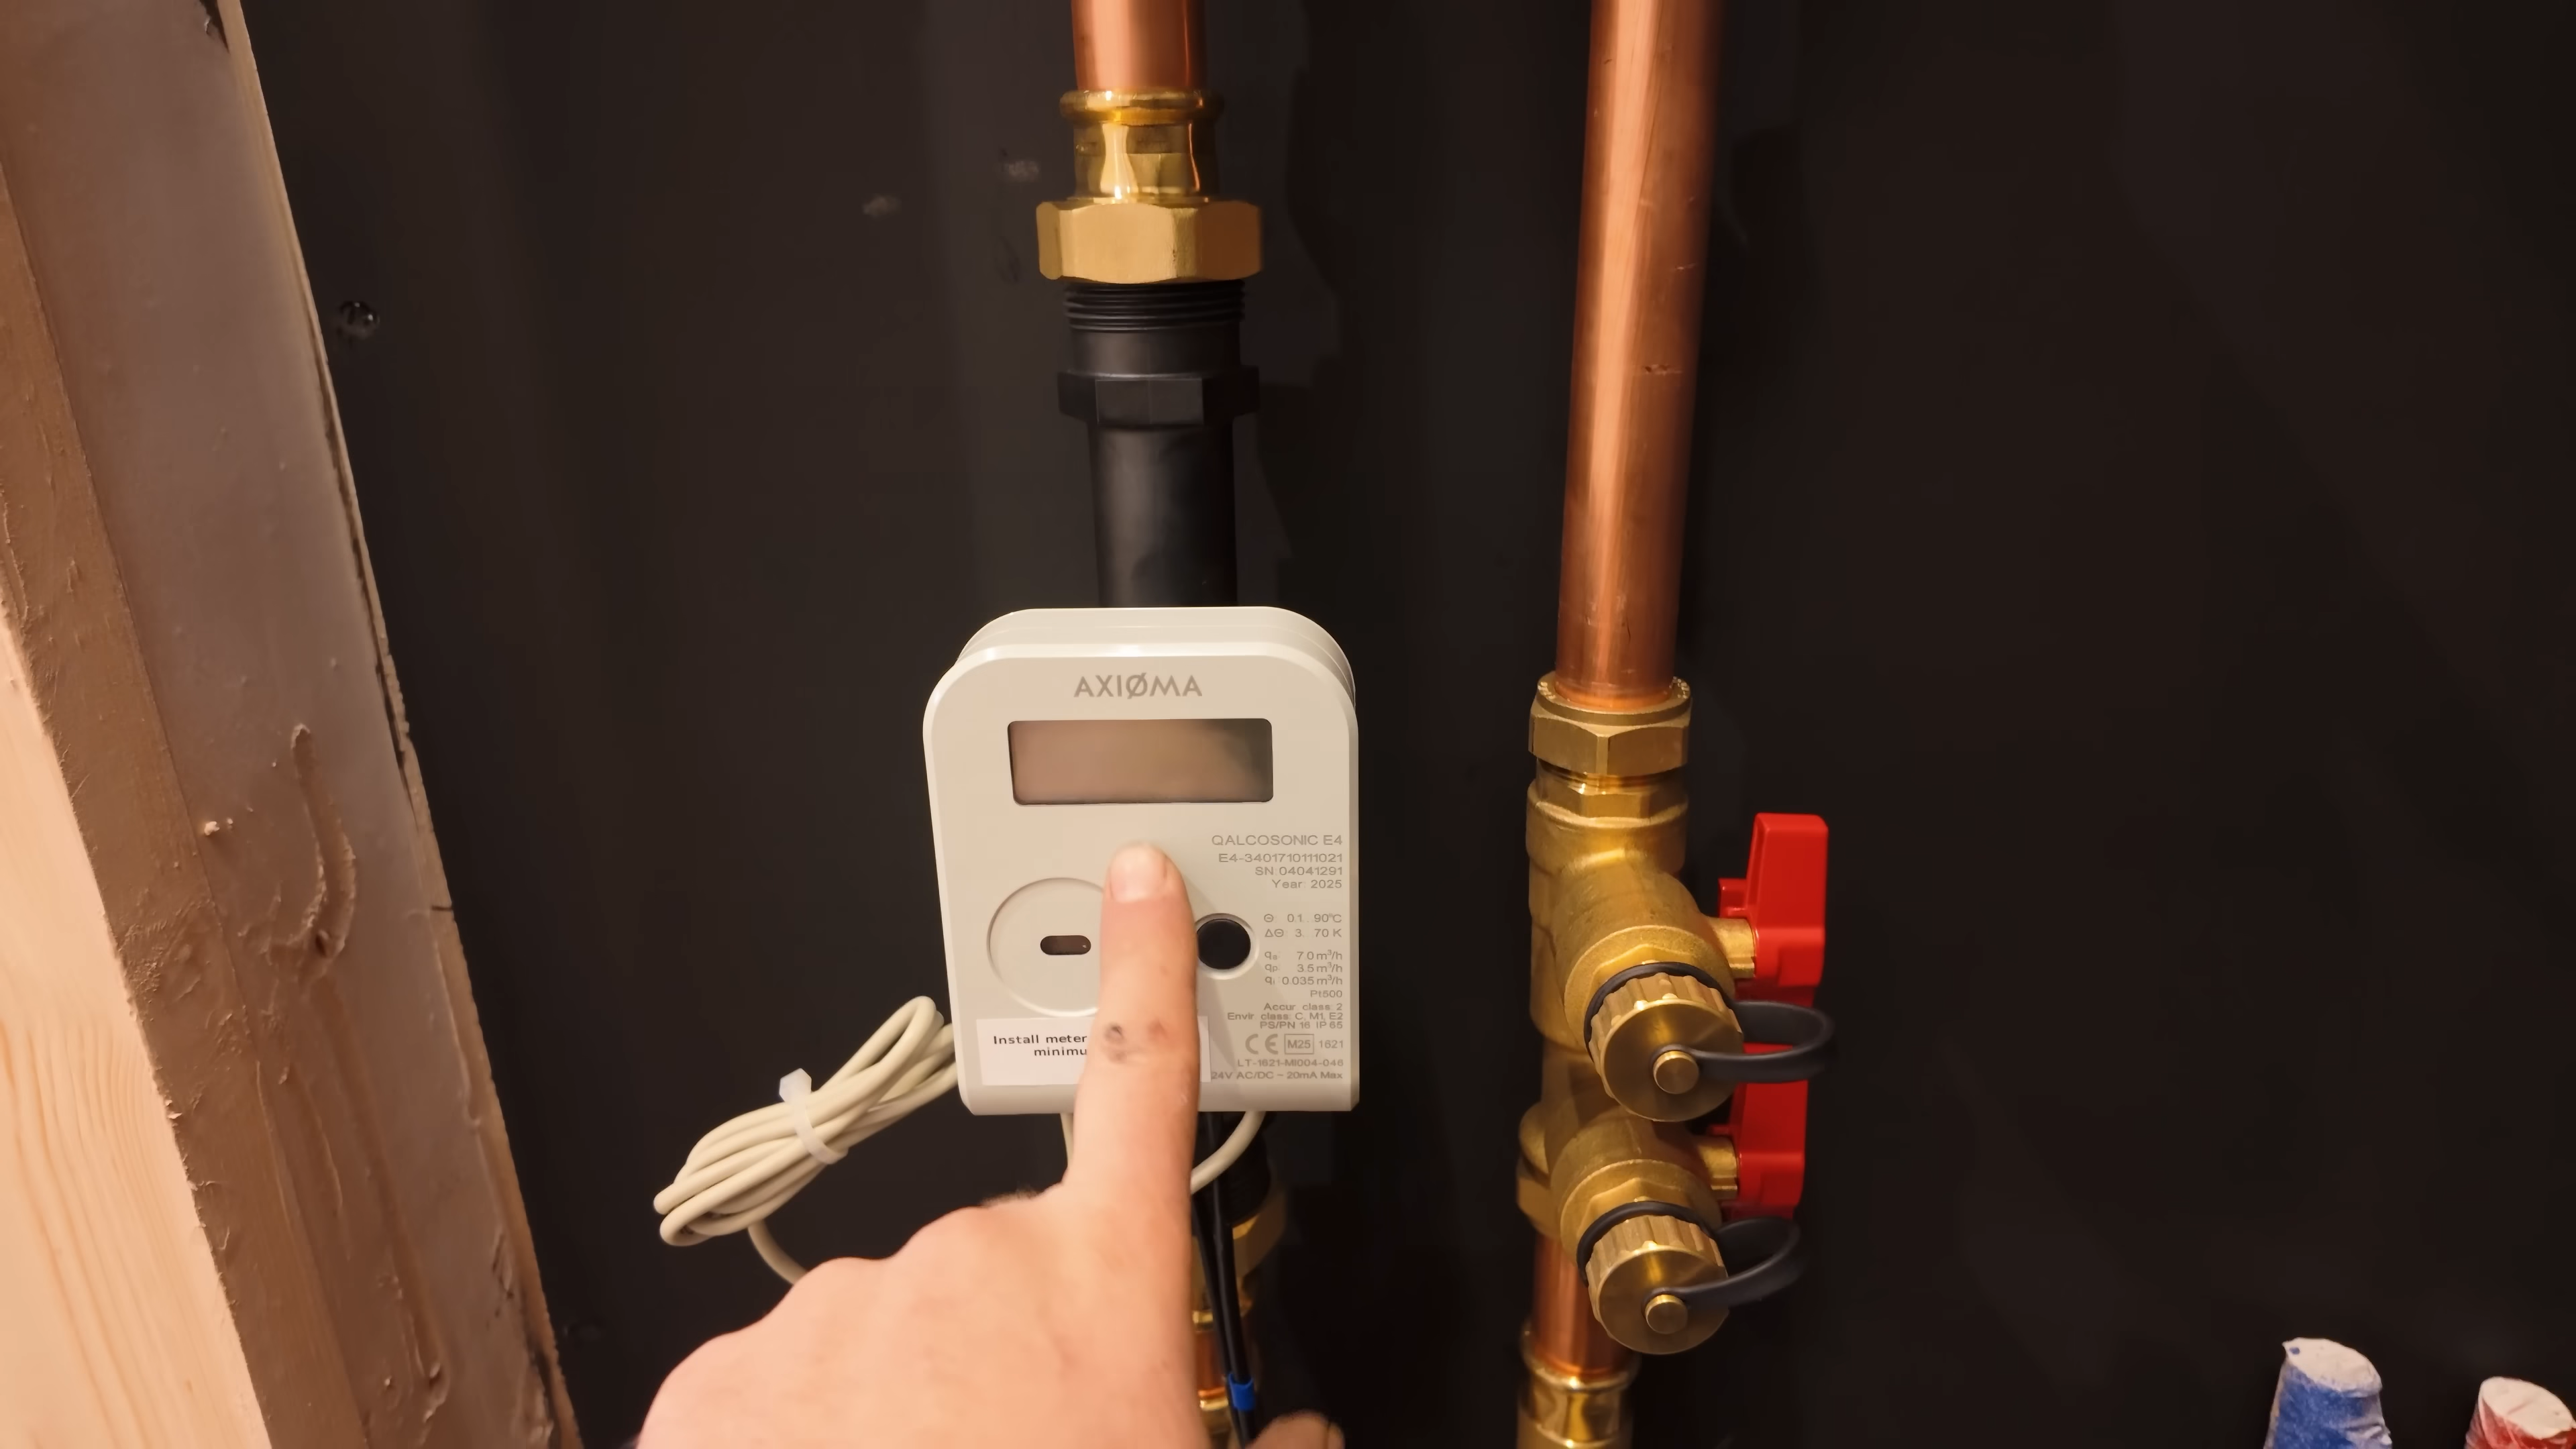 AXIØMA
QALCOSONIC E4
E4-3401710111021
SN 04041291
Year: 2025
Θ: 0.1...90°C
ΔΘ: 3...70 K
qs 7.0 m³/h
qp 3.5 m³/h
qi 0.035 m³/h
Pt500
Accur. class: 2
Envir. class: C, M1, E2
PS/PN 16 IP 65
CE M25 1621
LT-1621-MI004-046
24V AC/DC ~ 20mA Max
Install meter